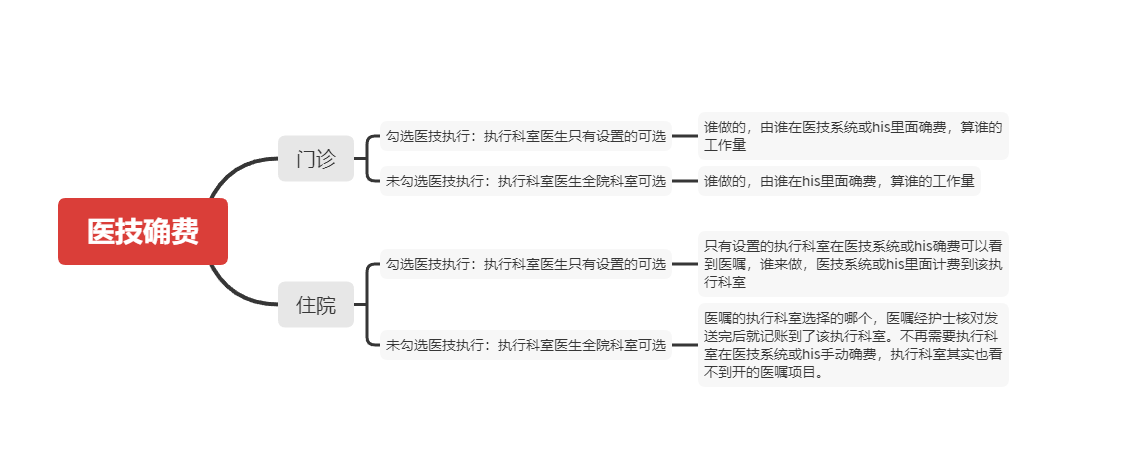 医技确费
门诊
勾选医技执行：执行科室医生只有设置的可选
谁做的，由谁在医技系统或his里面确费，算谁的
工作量
未勾选医技执行：执行科室医生全院科室可选
谁做的，由谁在his里面确费，算谁的工作量
住院
勾选医技执行：执行科室医生只有设置的可选
只有设置的执行科室在医技系统或his确费可以看
到医嘱，谁来做，医技系统或his里面计费到该执
行科室
未勾选医技执行：执行科室医生全院科室可选
医嘱的执行科室选择的哪个，医嘱经护士核对发
送完后就记账到了该执行科室。不再需要执行科
室在医技系统或his手动确费，执行科室其实也看
不到开的医嘱项目。